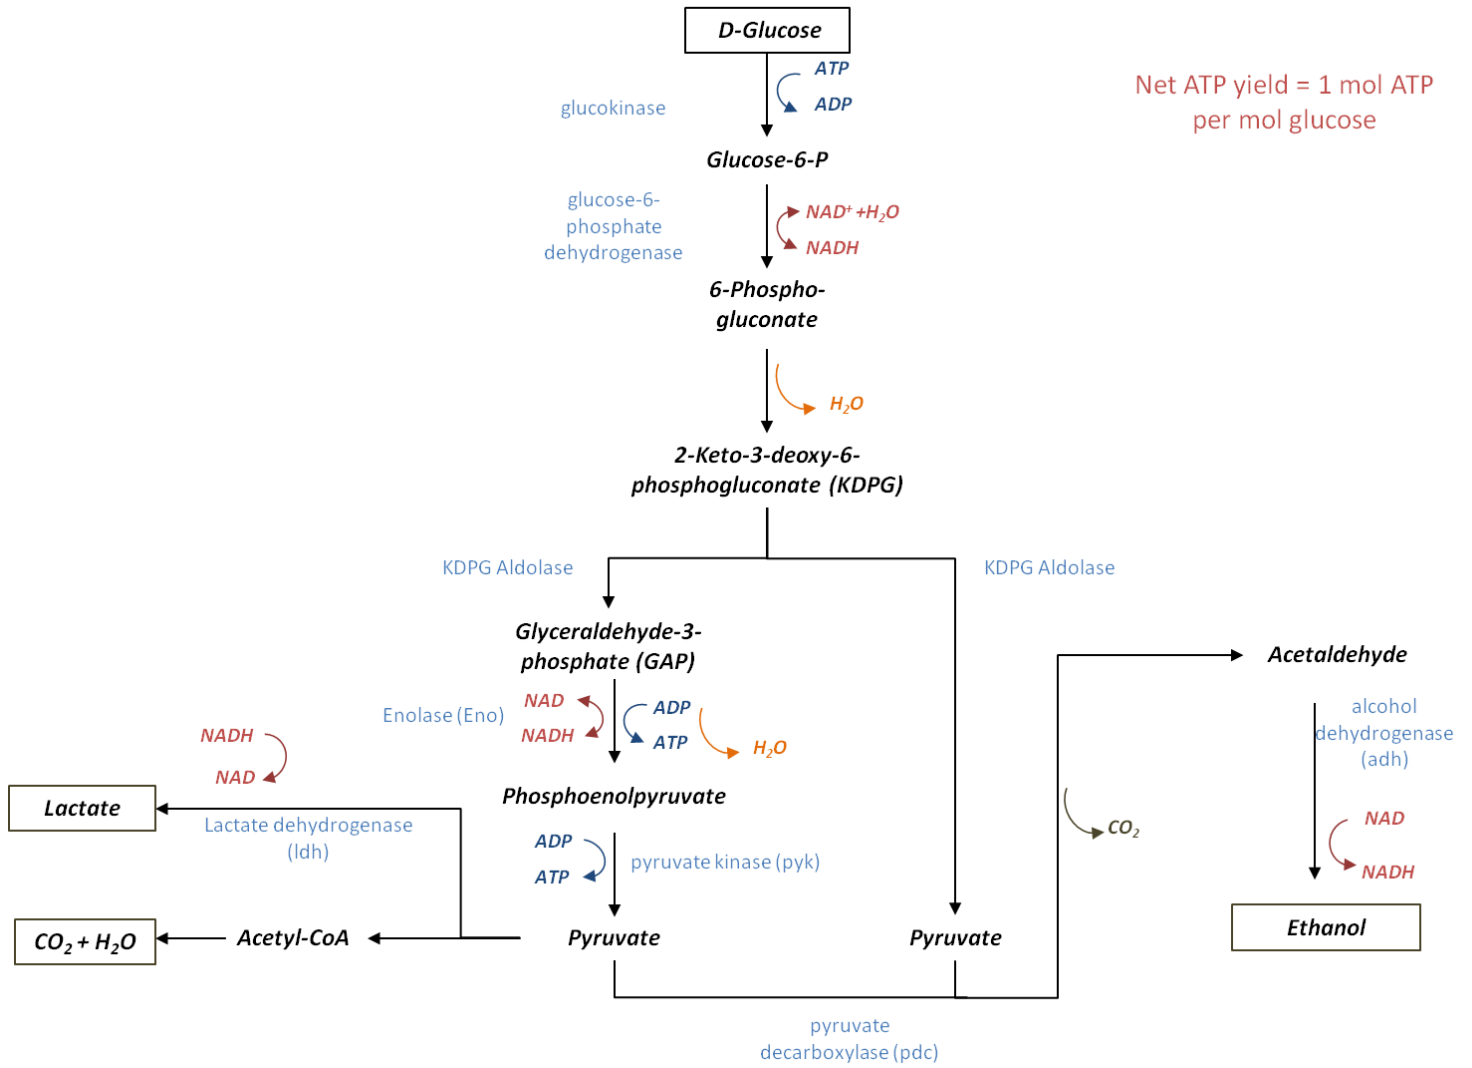 D-Glucose
ATP
ADP
Net ATP yield = 1 mol ATP
per mol glucose
glucokinase
Glucose-6-P
glucose-6-
phosphate
dehydrogenase
NAD⁺ +H₂O
NADH
6-Phospho-
gluconate
H₂O
2-Keto-3-deoxy-6-
phosphogluconate (KDPG)
KDPG Aldolase
KDPG Aldolase
Glyceraldehyde-3-
phosphate (GAP)
Enolase (Eno)
NAD
NADH
ADP
ATP
H₂O
Phosphoenolpyruvate
ADP
ATP
pyruvate kinase (pyk)
NADH
NAD
Lactate
Lactate dehydrogenase
(ldh)
CO₂ + H₂O
Acetyl-CoA
Pyruvate
Pyruvate
pyruvate
decarboxylase (pdc)
CO₂
Acetaldehyde
alcohol
dehydrogenase
(adh)
NAD
NADH
Ethanol